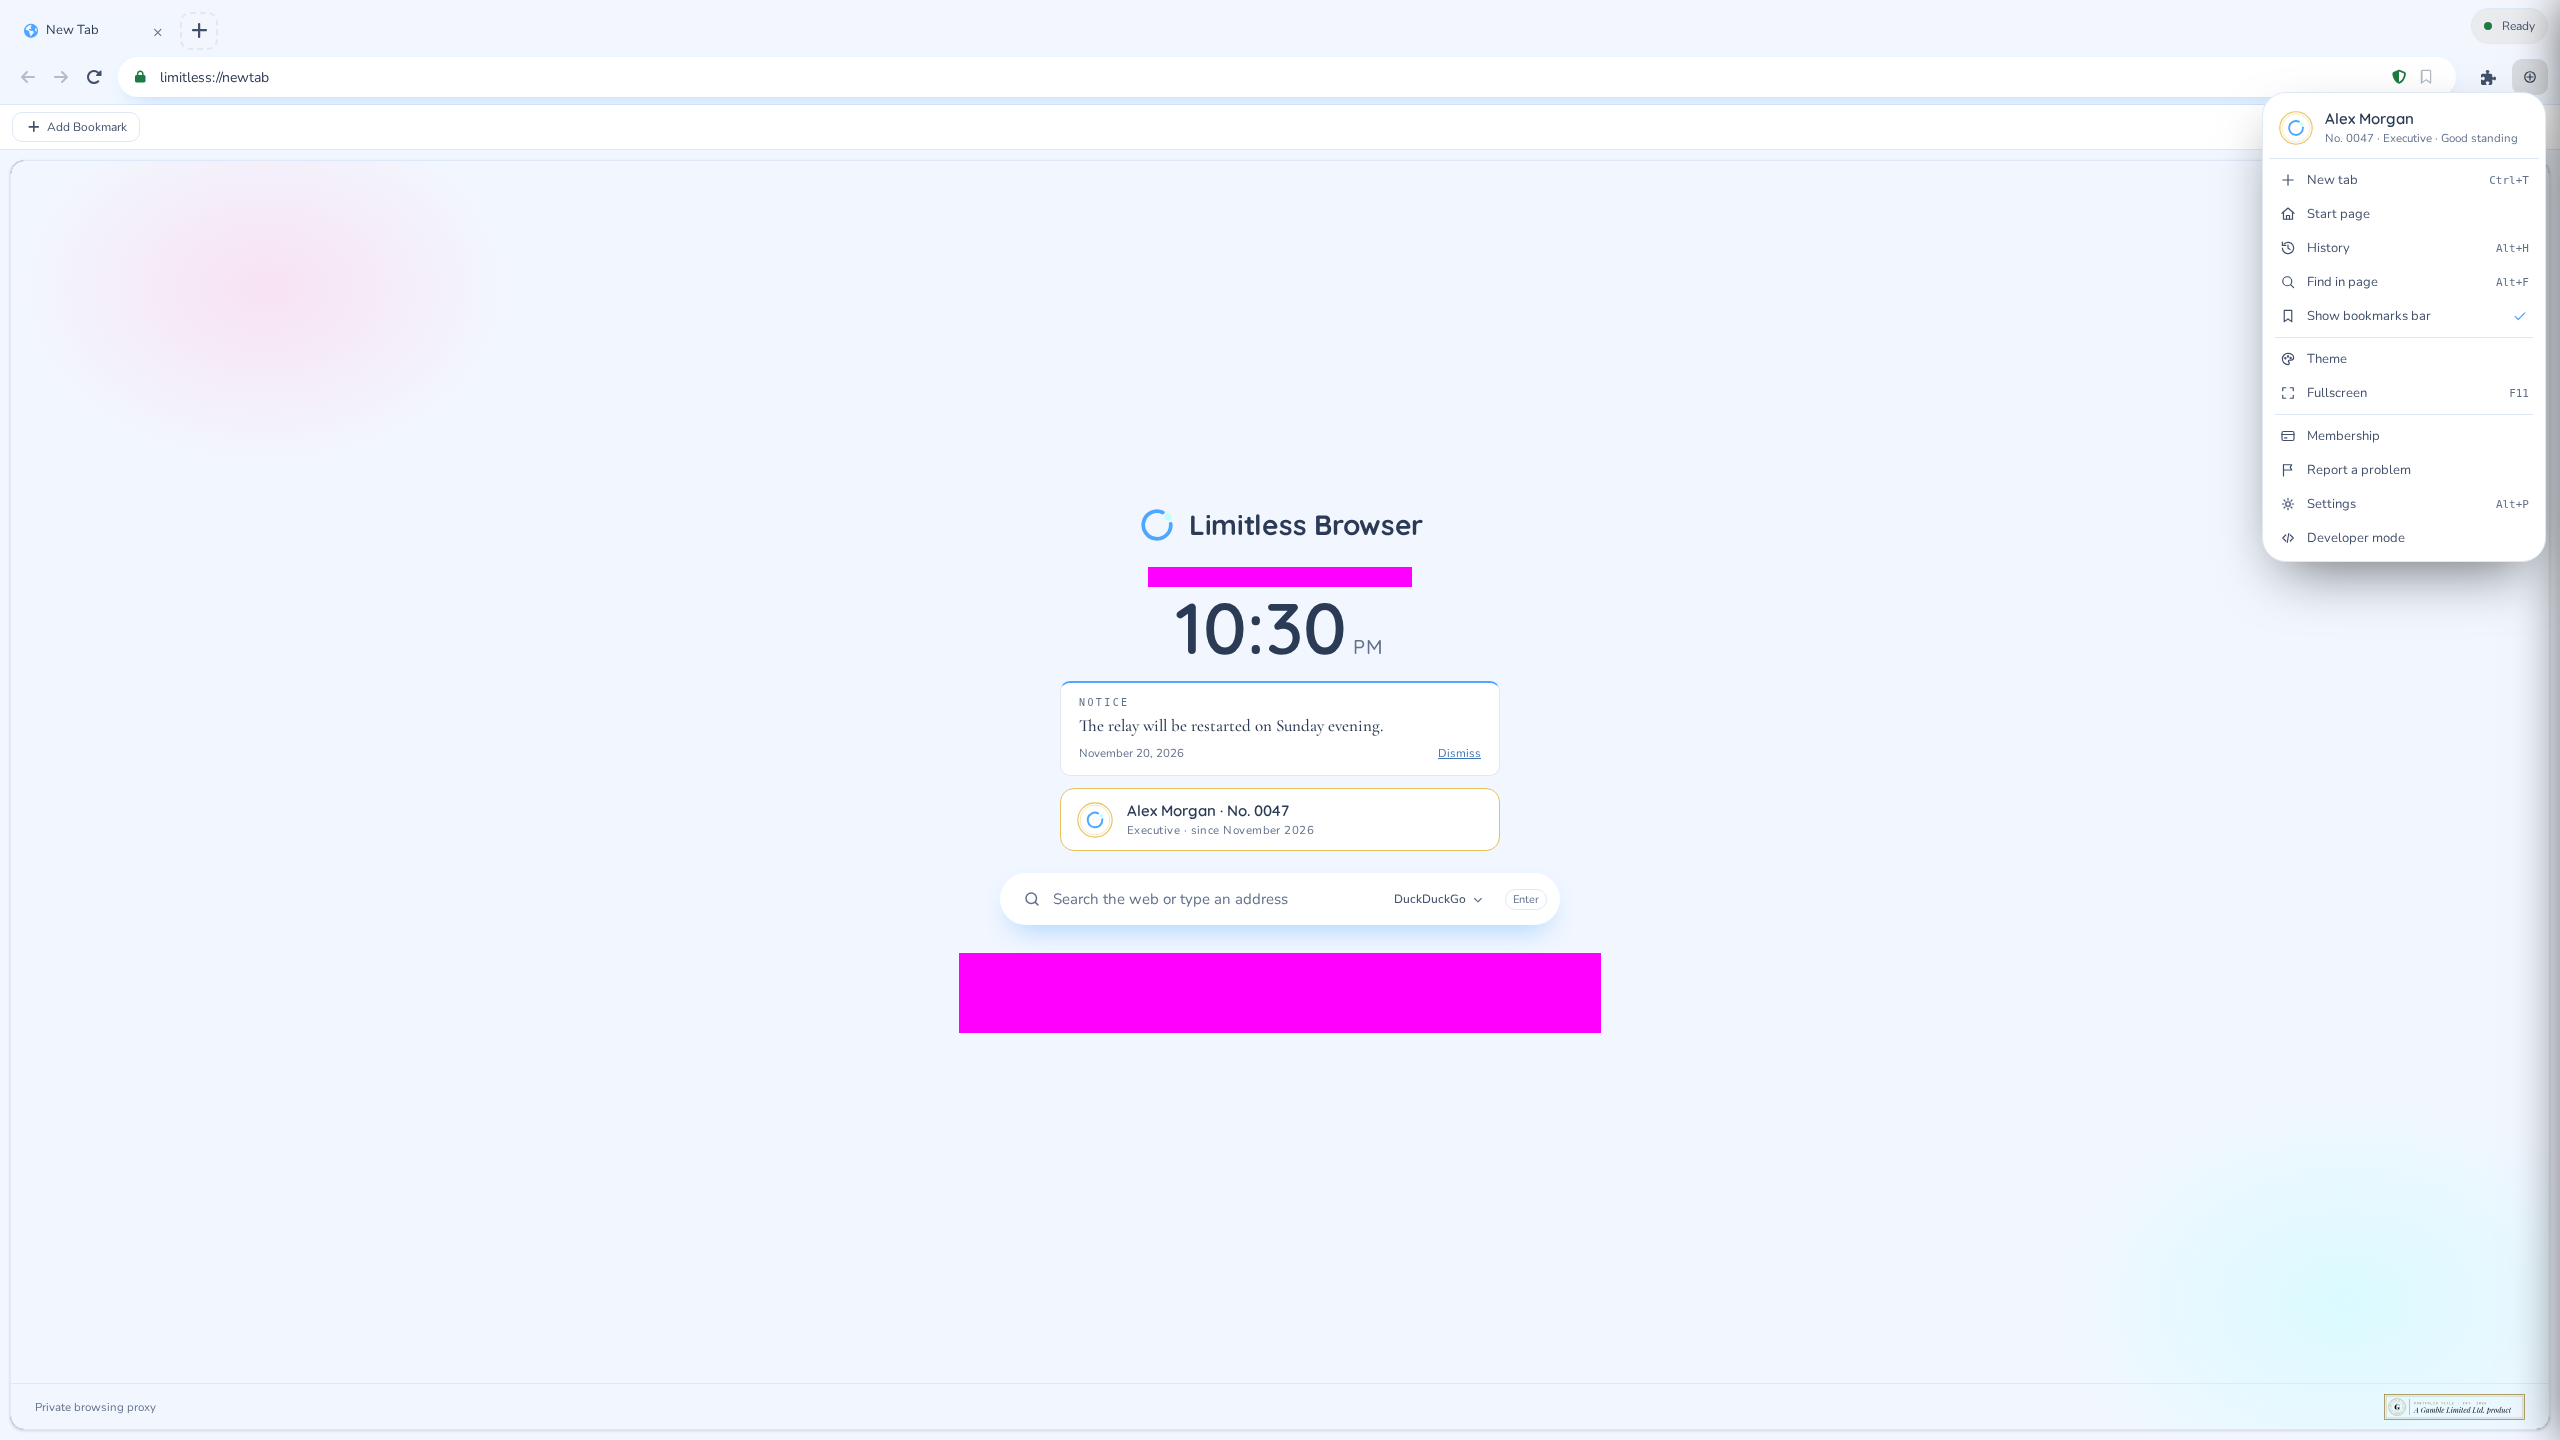 New Tab
Ready
limitless://newtab
Add Bookmark
Alex Morgan
No. 0047 · Executive · Good standing
New tab Ctrl+T
Start page
History Alt+H
Find in page Alt+F
Show bookmarks bar
Theme
Fullscreen F11
Membership
Report a problem
Settings Alt+P
Developer mode
Limitless Browser
10:30 PM
NOTICE
The relay will be restarted on Sunday evening.
November 20, 2026 Dismiss
Alex Morgan · No. 0047
Executive · since November 2026
Search the web or type an address DuckDuckGo Enter
Private browsing proxy
G
A Gamble Limited Ltd. product